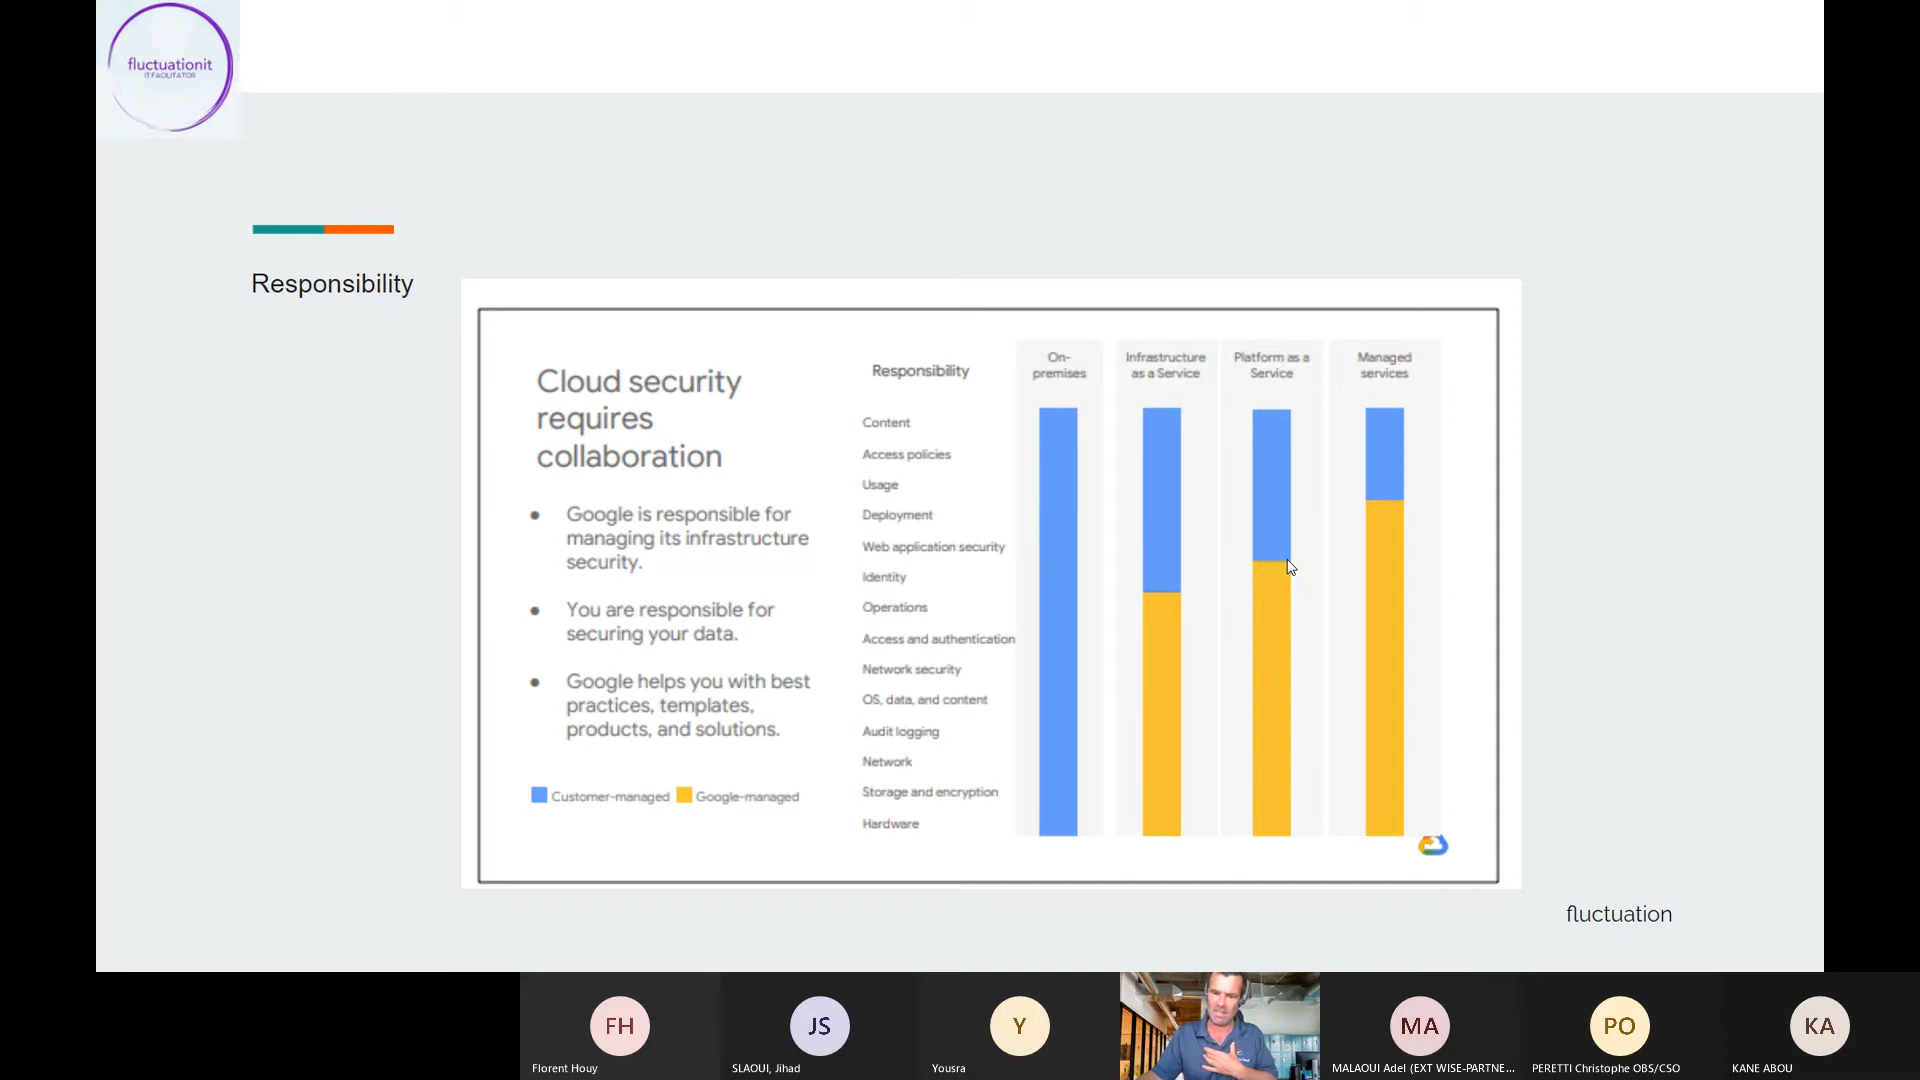 fluctuationit
IT FACILITATOR
Responsibility
Cloud security
requires
collaboration
● Google is responsible for
managing its infrastructure
security.
● You are responsible for
securing your data.
● Google helps you with best
practices, templates,
products, and solutions.
Customer-managed Google-managed
Responsibility
On-
premises
Infrastructure
as a Service
Platform as a
Service
Managed
services
Content
Access policies
Usage
Deployment
Web application security
Identity
Operations
Access and authentication
Network security
OS, data, and content
Audit logging
Network
Storage and encryption
Hardware
fluctuation
FH
Florent Houy
JS
SLAOUI, Jihad
Y
Yousra
MA
MALAOUI Adel (EXT WISE-PARTNE...
PO
PERETTI Christophe OBS/CSO
KA
KANE ABOU